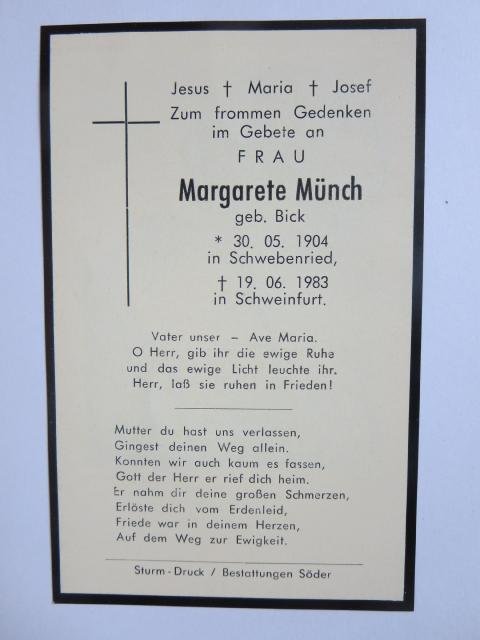 Jesus † Maria † Josef
Zum frommen Gedenken
im Gebete an
FRAU
Margarete Münch
geb. Bick
* 30. 05. 1904
in Schwebenried,
† 19. 06. 1983
in Schweinfurt.
Vater unser – Ave Maria.
O Herr, gib ihr die ewige Ruhe
und das ewige Licht leuchte ihr.
Herr, laß sie ruhen in Frieden!
Mutter du hast uns verlassen,
Gingest deinen Weg allein.
Konnten wir auch kaum es fassen,
Gott der Herr er rief dich heim.
Er nahm dir deine großen Schmerzen,
Erlöste dich vom Erdenleid,
Friede war in deinem Herzen,
Auf dem Weg zur Ewigkeit.
Sturm-Druck / Bestattungen Söder